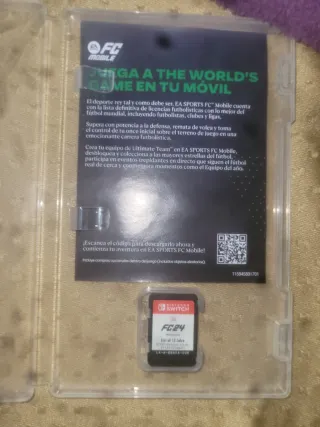 FC
MOBILE
JUEGA A THE WORLD'S
GAME EN TU MÓVIL
El deporte rey tal y como debe ser. EA SPORTS FC™ Mobile cuenta
con la lista definitiva de licencias futbolísticas con lo mejor del
fútbol mundial, incluyendo futbolistas, clubes y ligas.
Supera con potencia a la defensa, remata de volea y toma
el control de tu once inicial sobre el terreno de juego en una
emocionante carrera futbolística.
Crea tu equipo de Ultimate Team™ en EA SPORTS FC Mobile,
desbloquea y colecciona a las mayores estrellas del fútbol,
participa en eventos trepidantes en directo que siguen el fútbol
real de cerca y consigue momentos como el Equipo del año.
¡Escanea el código para descargarlo ahora y
comienza tu aventura en EA SPORTS FC Mobile!
NINTENDO
SWITCH
FC24